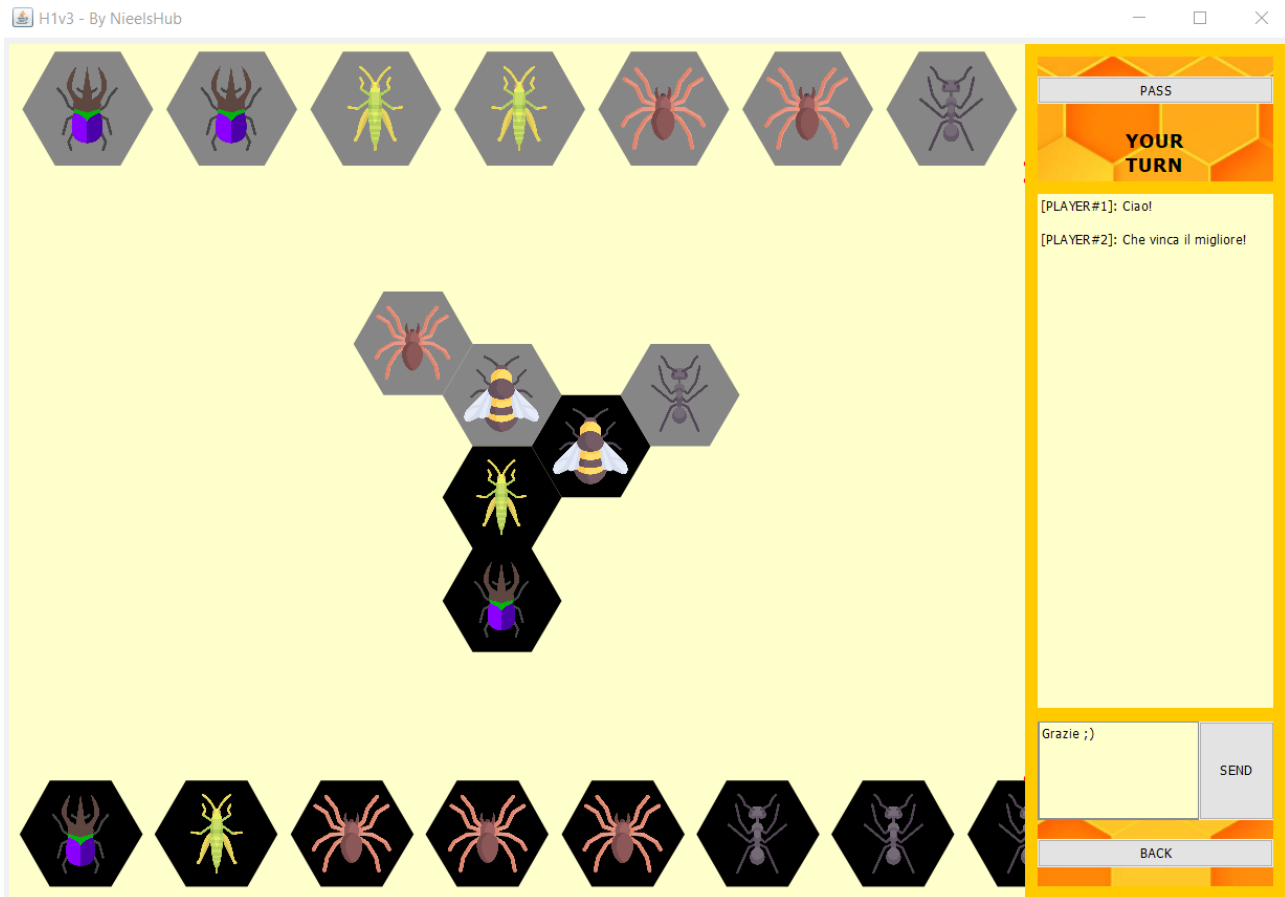 H1v3 - By NieelsHub
PASS
YOUR
TURN
[PLAYER#1]: Ciao!
[PLAYER#2]: Che vinca il migliore!
Grazie ;)
SEND
BACK